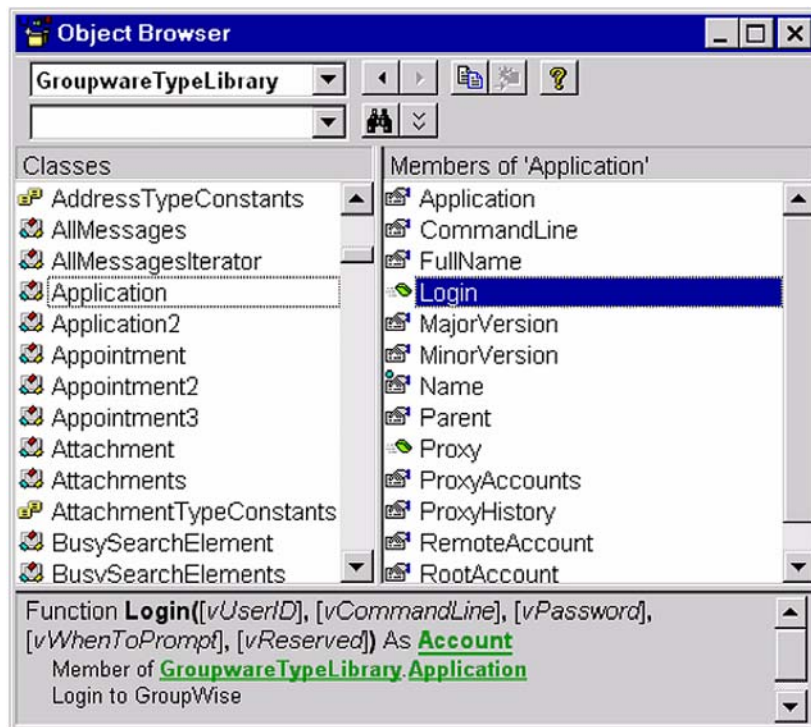 Object Browser
GroupwareTypeLibrary
Classes
AddressTypeConstants
AllMessages
AllMessagesIterator
Application
Application2
Appointment
Appointment2
Appointment3
Attachment
Attachments
AttachmentTypeConstants
BusySearchElement
BusySearchElements
Members of 'Application'
Application
CommandLine
FullName
Login
MajorVersion
MinorVersion
Name
Parent
Proxy
ProxyAccounts
ProxyHistory
RemoteAccount
RootAccount
Function Login([vUserID], [vCommandLine], [vPassword],
[vWhenToPrompt], [vReserved]) As Account
Member of GroupwareTypeLibrary.Application
Login to GroupWise